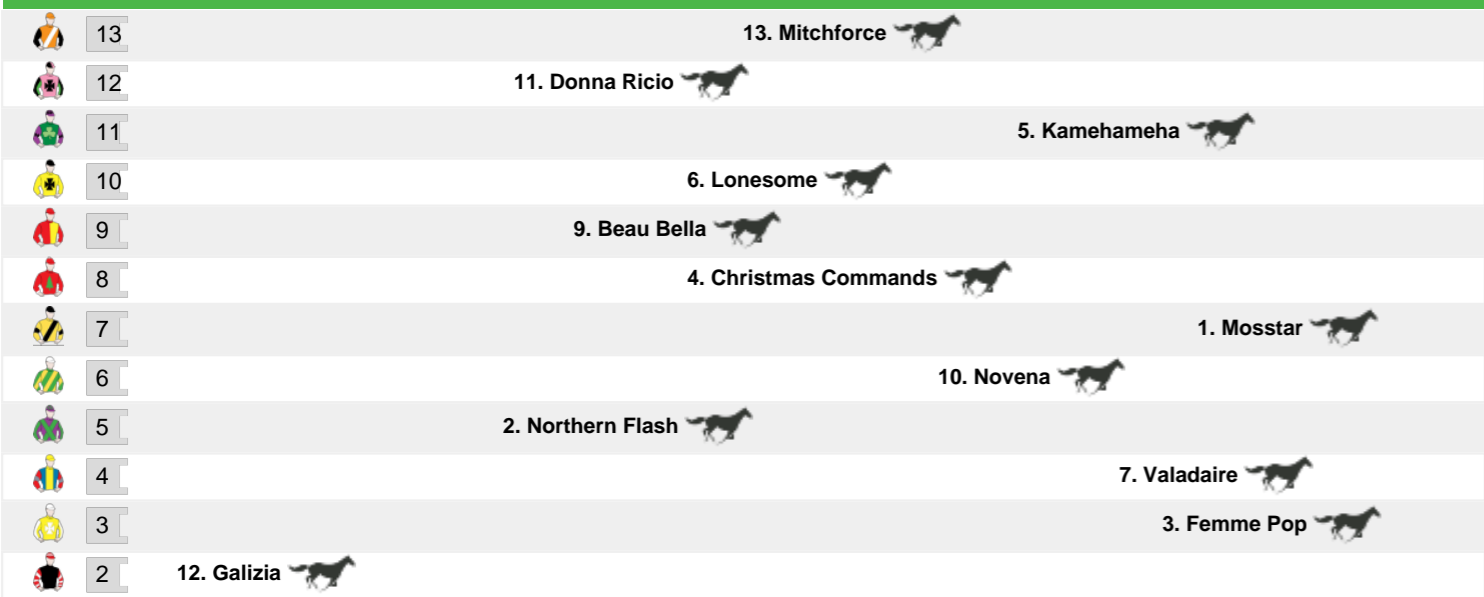 13 13. Mitchforce
12 11. Donna Ricio
11 5. Kamehameha
10 6. Lonesome
9 9. Beau Bella
8 4. Christmas Commands
7 1. Mosstar
6 10. Novena
5 2. Northern Flash
4 7. Valadaire
3 3. Femme Pop
2 12. Galizia